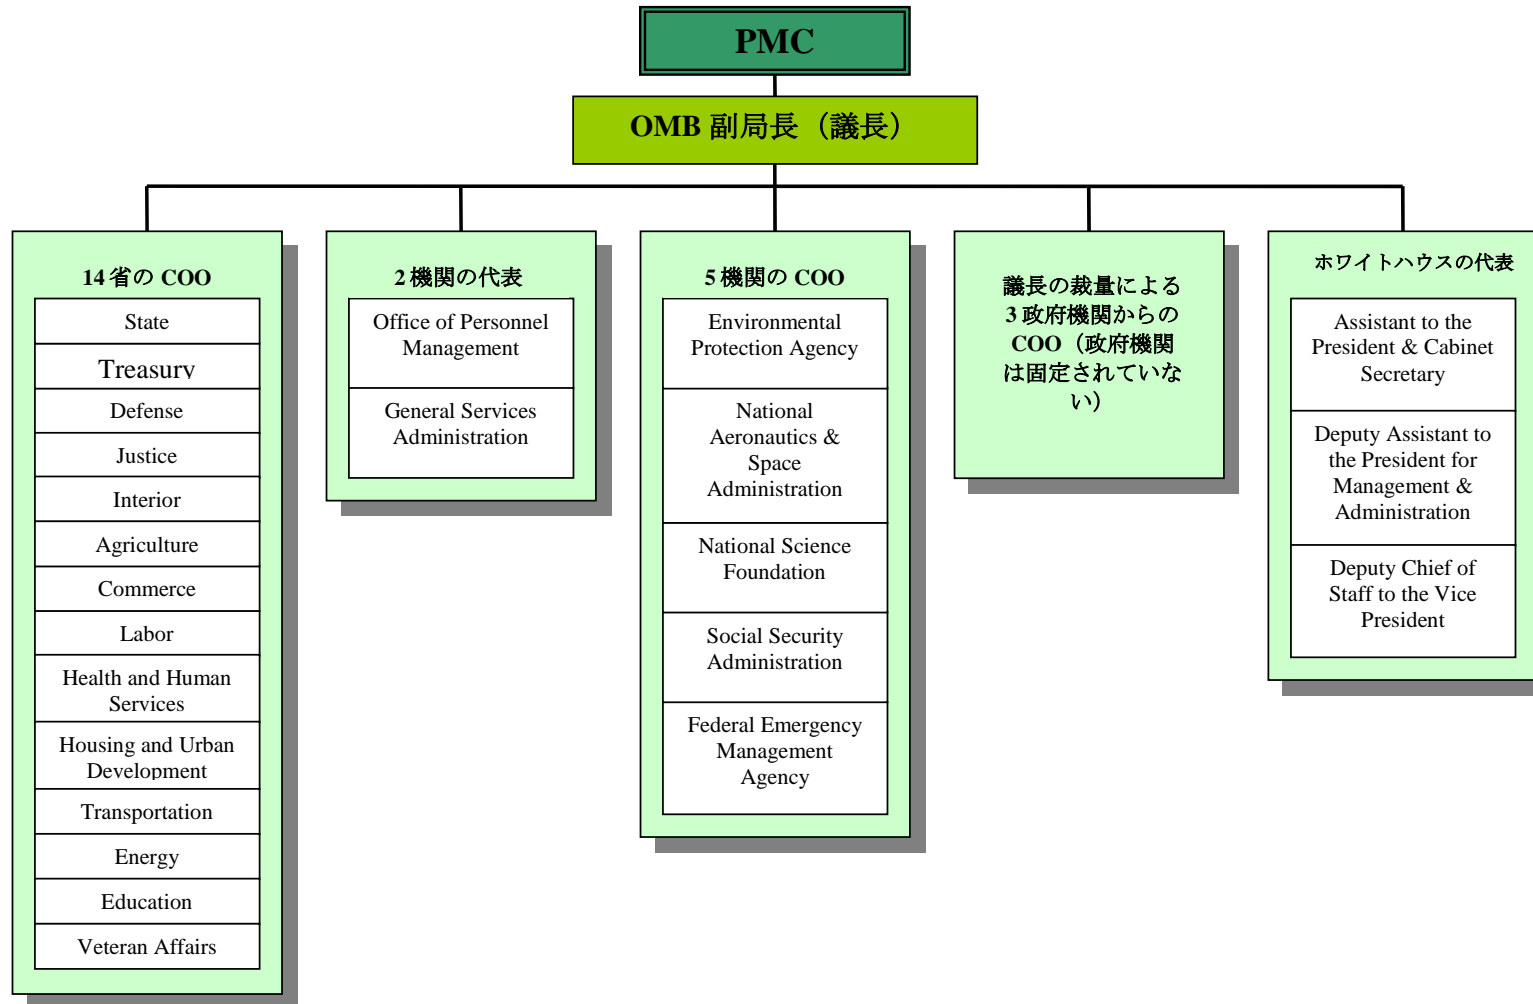 PMC
OMB 副局長（議長）
14 省の COO
State
Treasury
Defense
Justice
Interior
Agriculture
Commerce
Labor
Health and Human
Services
Housing and Urban
Development
Transportation
Energy
Education
Veteran Affairs
2 機関の代表
Office of Personnel
Management
General Services
Administration
5 機関の COO
Environmental
Protection Agency
National
Aeronautics &
Space
Administration
National Science
Foundation
Social Security
Administration
Federal Emergency
Management
Agency
議長の裁量による
3 政府機関からの
COO（政府機関
は固定されていな
い）
ホワイトハウスの代表
Assistant to the
President & Cabinet
Secretary
Deputy Assistant to
the President for
Management &
Administration
Deputy Chief of
Staff to the Vice
President